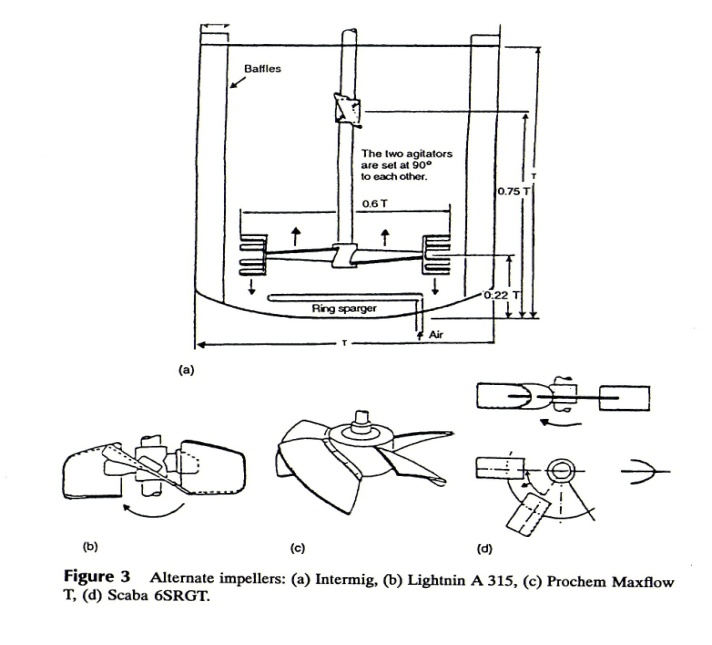 Baffles
The two agitators
are set at 90°
to each other.
T
0.75 T
0.6 T
0.22 T
Ring sparger
Air
T
(a)
(b)
(c)
(d)
Figure 3 Alternate impellers: (a) Intermig, (b) Lightnin A 315, (c) Prochem Maxflow
T, (d) Scaba 6SRGT.